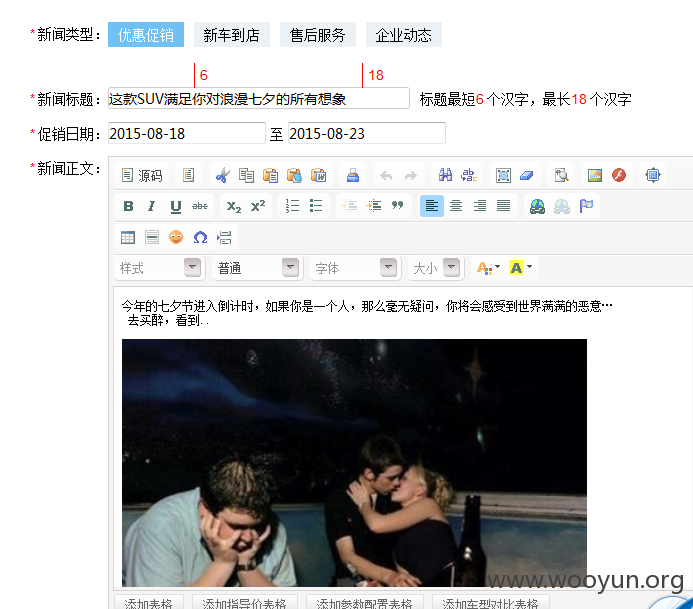 *新闻类型: 优惠促销 新车到店 售后服务 企业动态
6 18
*新闻标题: 这款SUV满足你对浪漫七夕的所有想象 标题最短6个汉字，最长18个汉字
*促销日期: 2015-08-18 至 2015-08-23
*新闻正文: 源码
B I U abc X₂ X²
样式 普通 字体 大小 A A
今年的七夕节进入倒计时，如果你是一个人，那么毫无疑问，你将会感受到世界满满的恶意…
去买醉，看到..
www.wooyun.org
添加表格 添加指导价表格 添加参数配置表格 添加车型对比表格